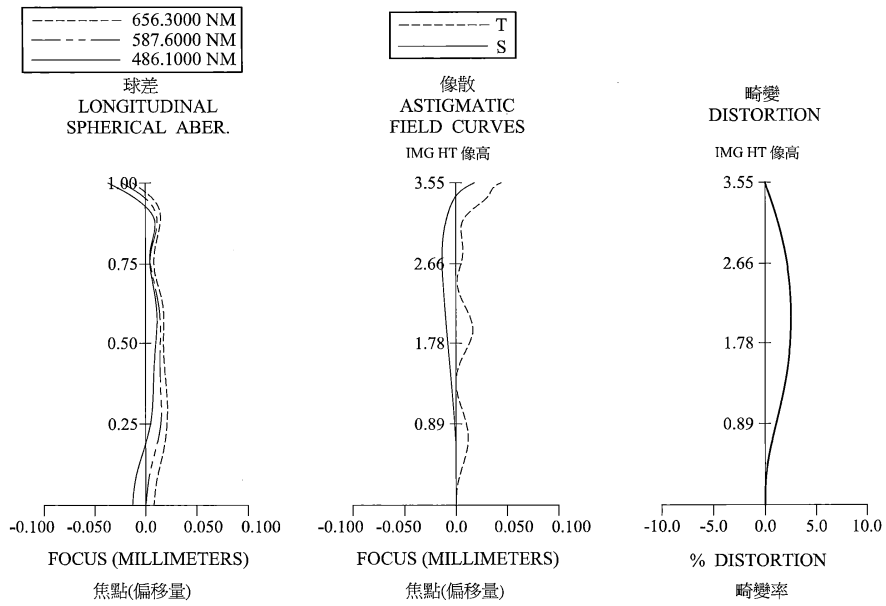 656.3000 NM
587.6000 NM
486.1000 NM
球差
LONGITUDINAL
SPHERICAL ABER.
1.00
0.75
0.50
0.25
-0.100 -0.050 0.0 0.050 0.100
FOCUS (MILLIMETERS)
焦點(偏移量)
T
S
像散
ASTIGMATIC
FIELD CURVES
IMG HT 像高
3.55
2.66
1.78
0.89
-0.100 -0.050 0.0 0.050 0.100
FOCUS (MILLIMETERS)
焦點(偏移量)
畸變
DISTORTION
IMG HT 像高
3.55
2.66
1.78
0.89
-10.0 -5.0 0.0 5.0 10.0
% DISTORTION
畸變率